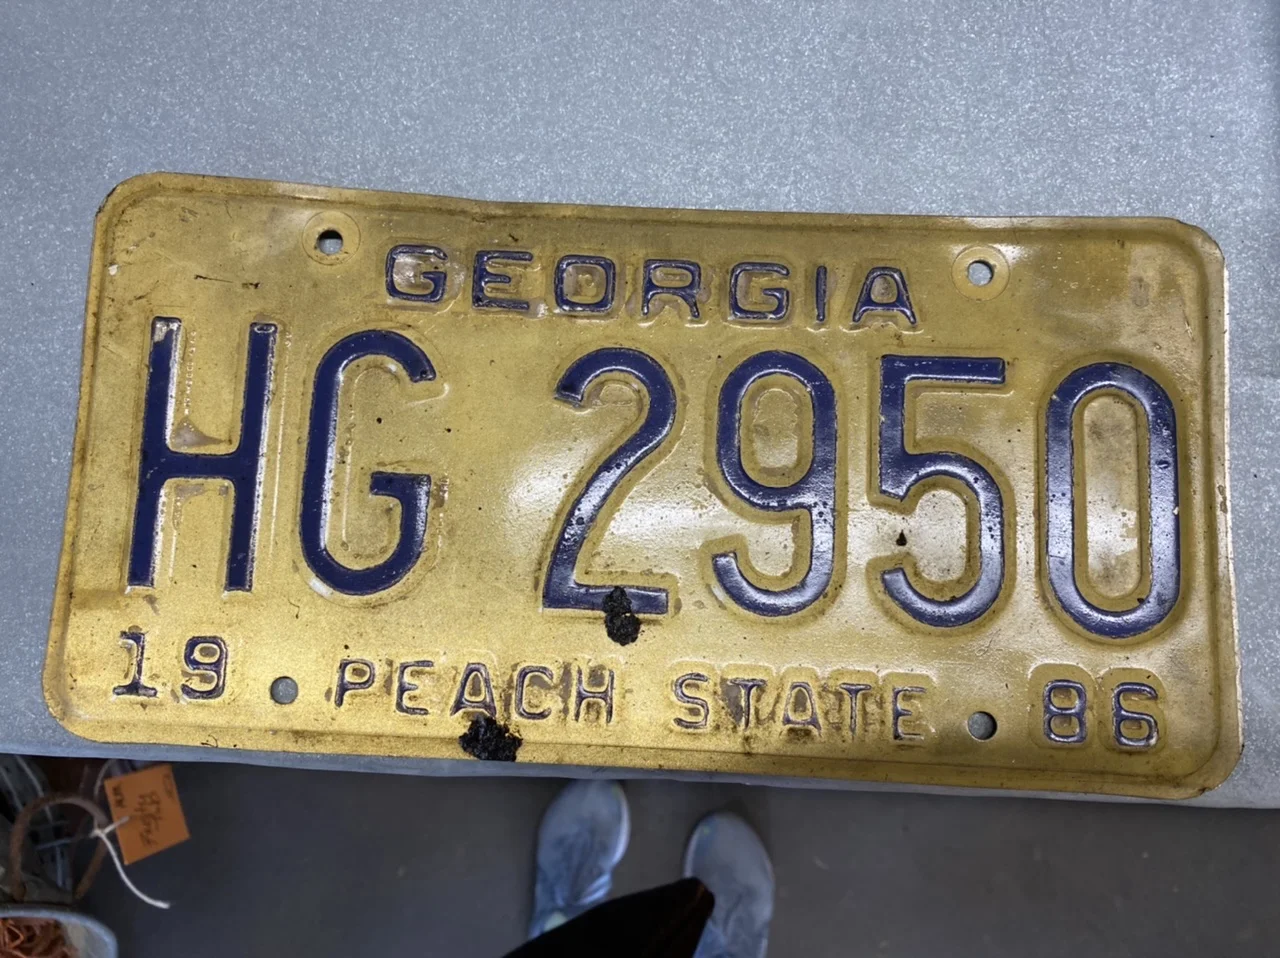 GEORGIA
HG 2950
19 PEACH STATE 86